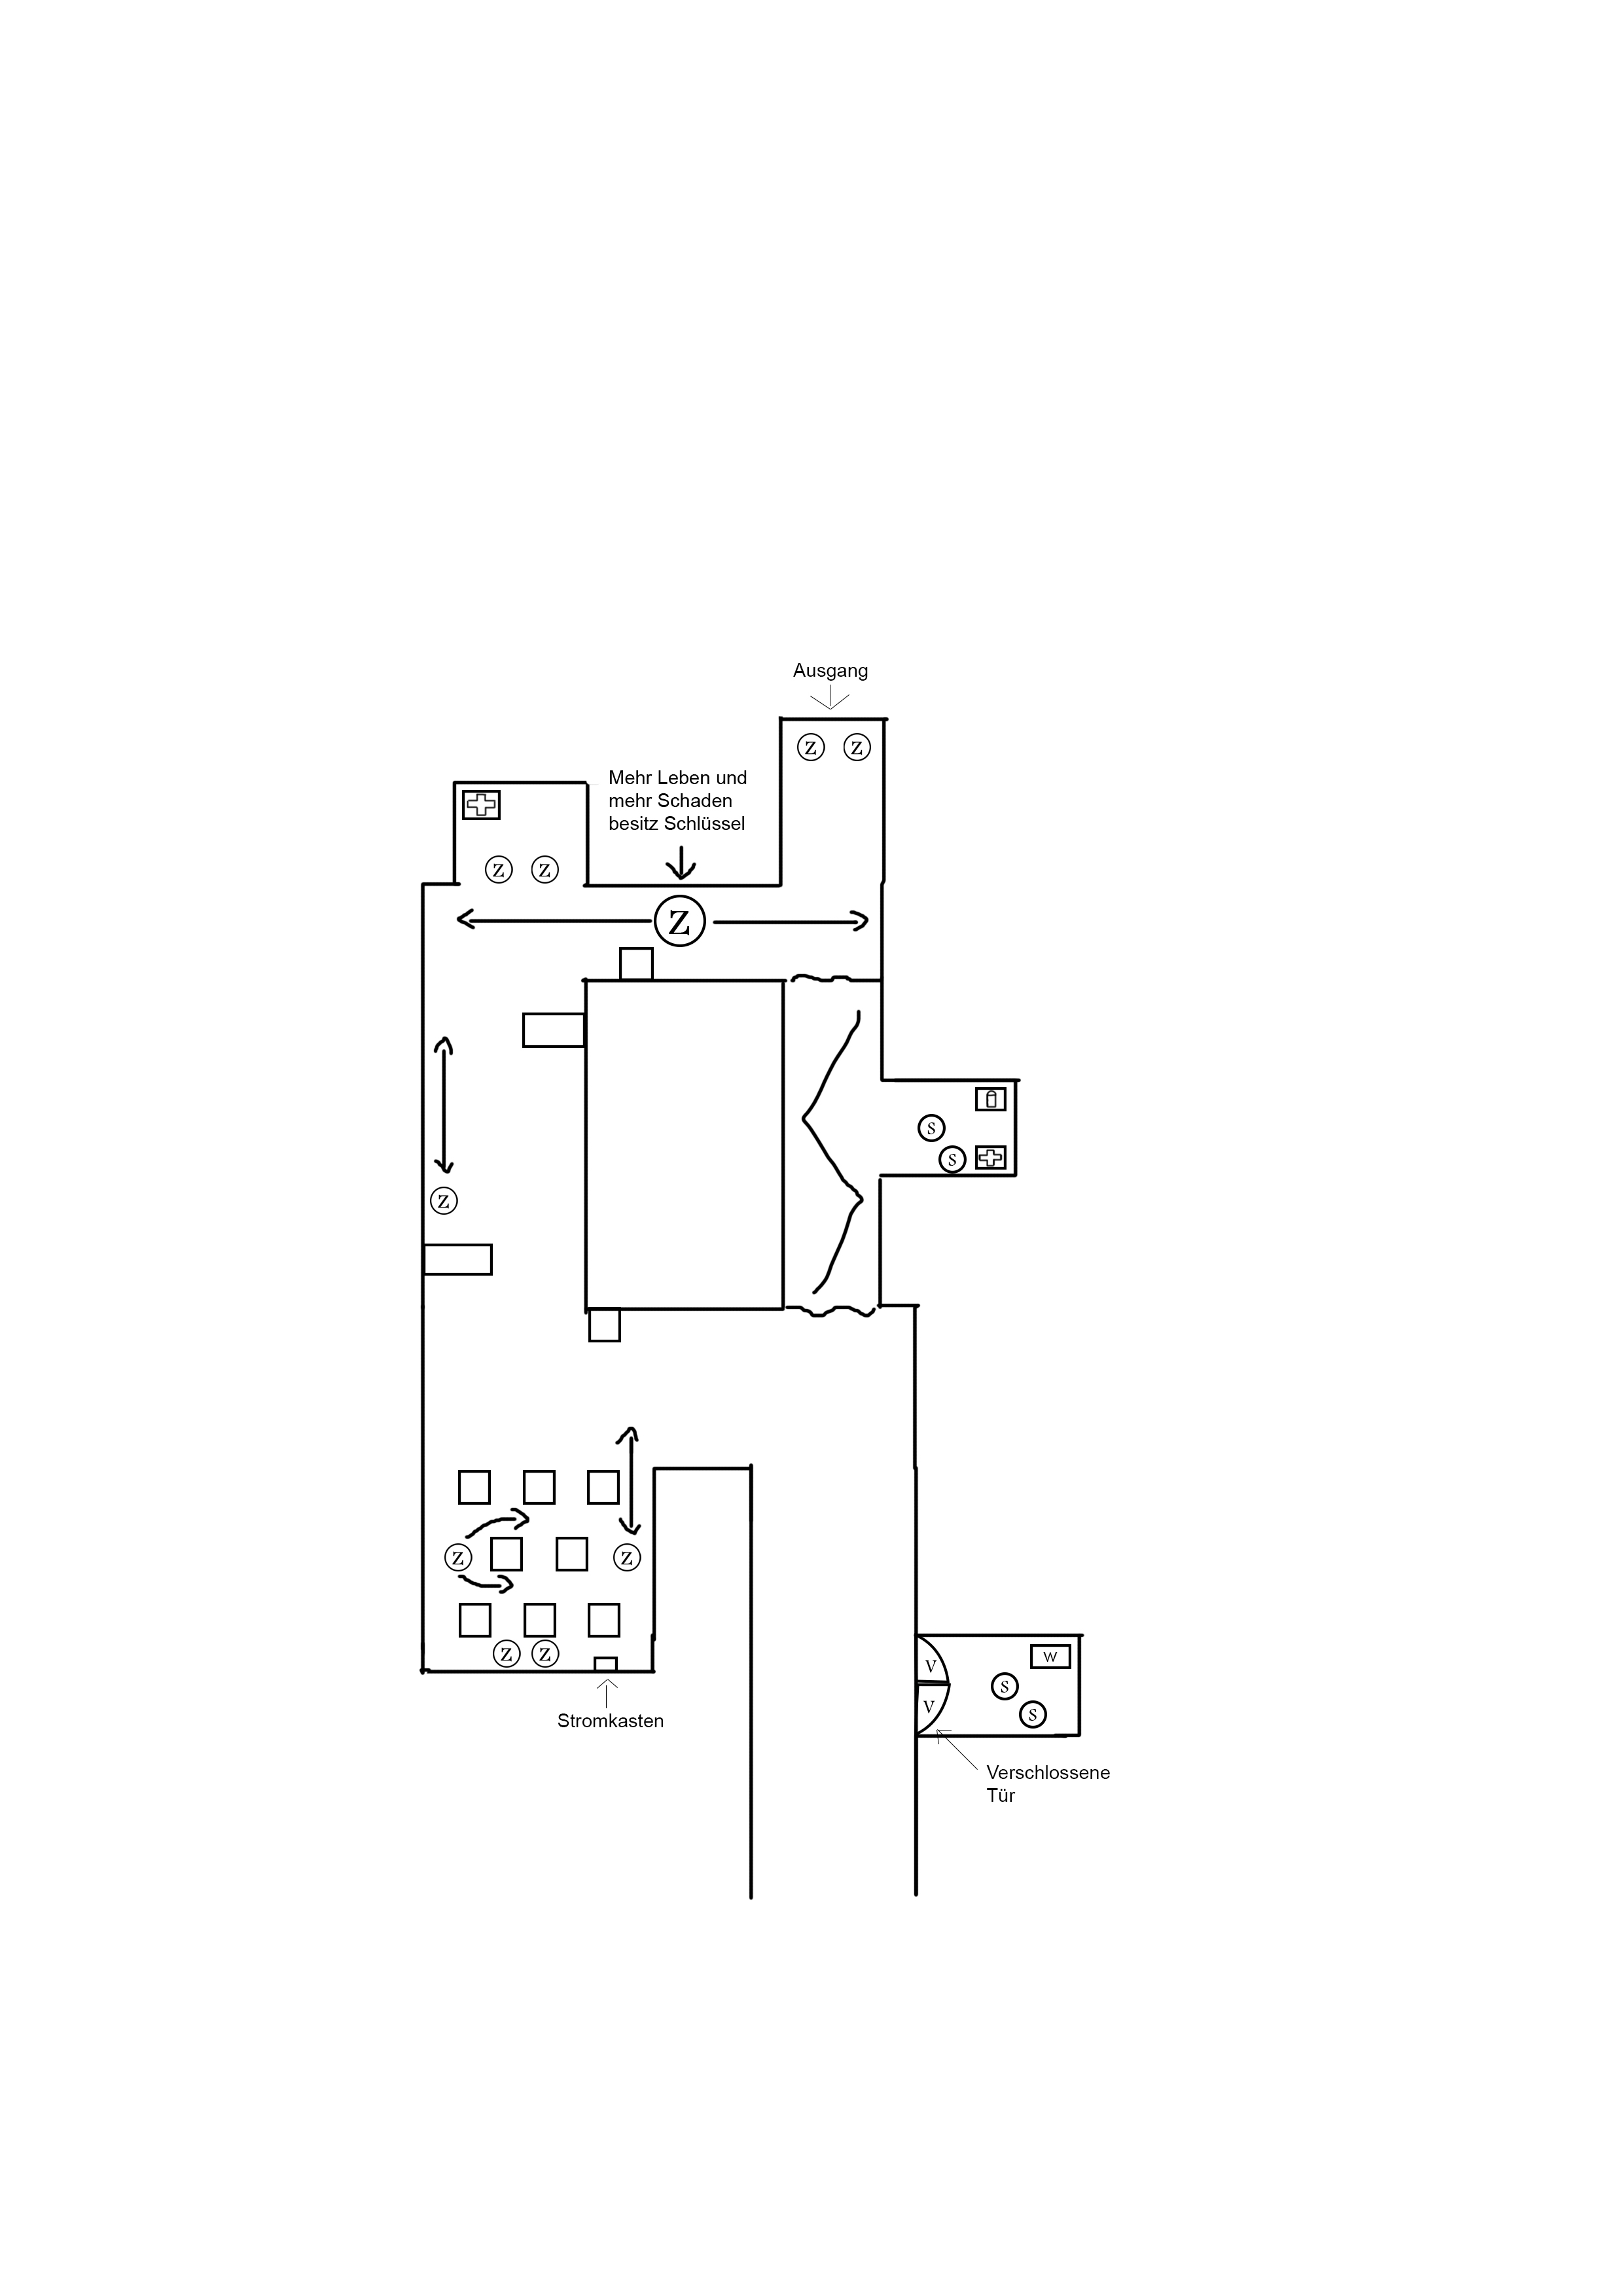 Ausgang
Z Z
Mehr Leben und
mehr Schaden
besitz Schlüssel
Z Z
Z
S
S
Z
Z Z
Z Z
Stromkasten
V
V
W
S
S
Verschlossene
Tür